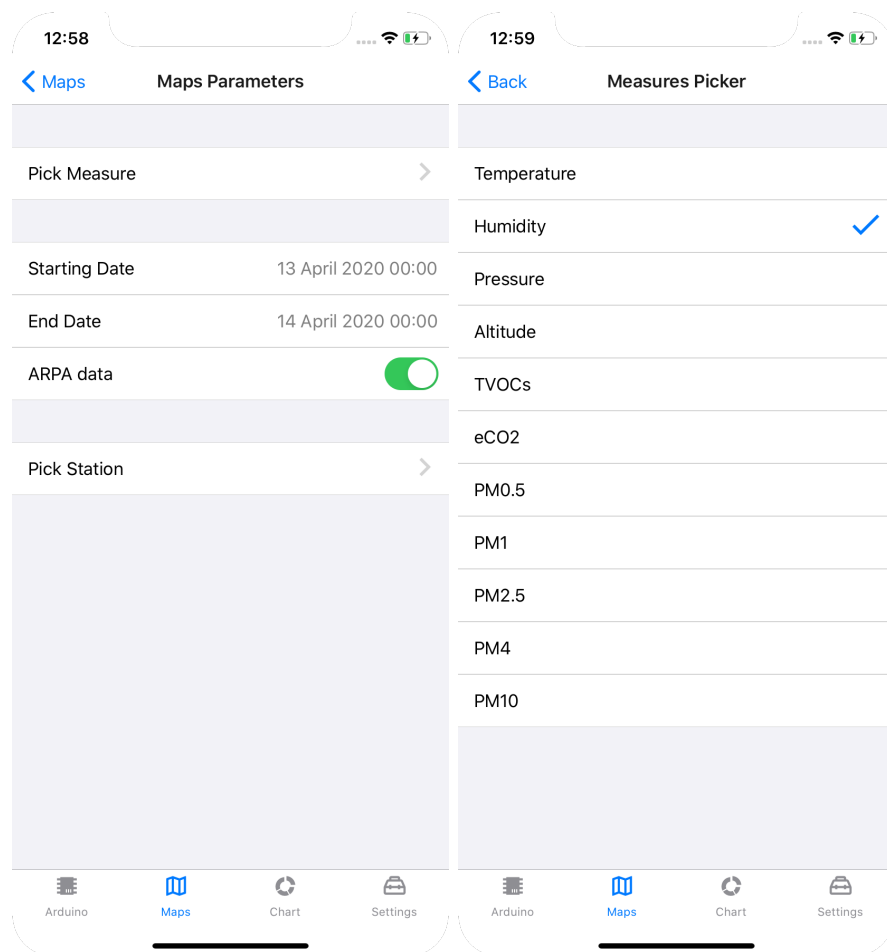 12:58
Maps
Maps Parameters
Pick Measure
Starting Date 13 April 2020 00:00
End Date 14 April 2020 00:00
ARPA data
Pick Station
Arduino Maps Chart Settings
12:59
Back
Measures Picker
Temperature
Humidity
Pressure
Altitude
TVOCs
eCO2
PM0.5
PM1
PM2.5
PM4
PM10
Arduino Maps Chart Settings